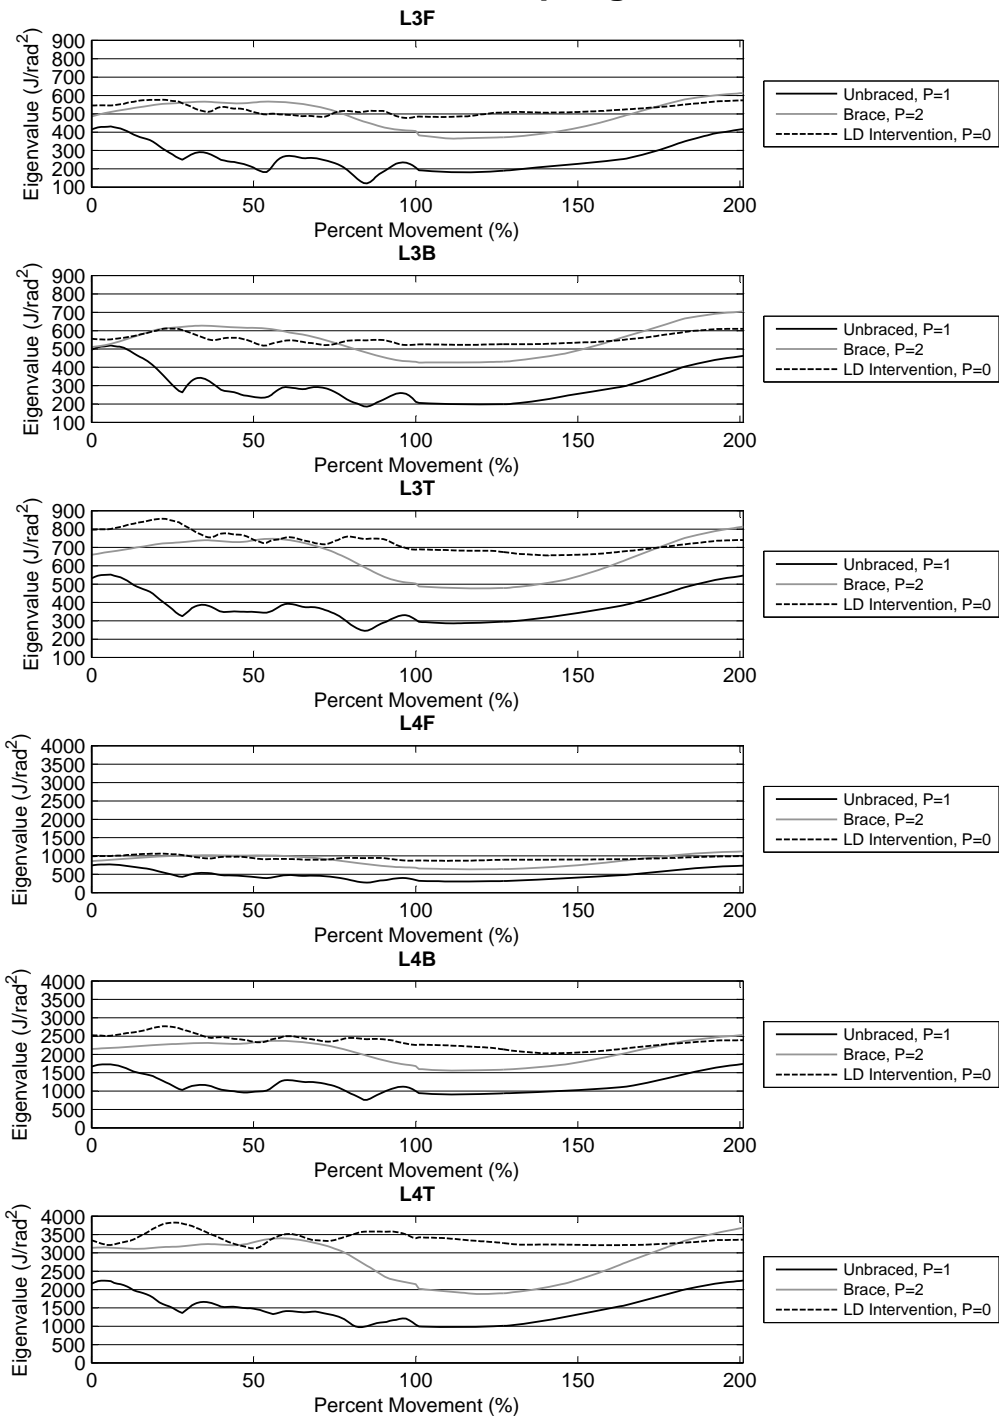 L3F
900
800
700
600
500
400
300
200
100
0 50 100 150 200
Eigenvalue (J/rad2)
Percent Movement (%)
Unbraced, P=1
Brace, P=2
LD Intervention, P=0
L3B
900
800
700
600
500
400
300
200
100
0 50 100 150 200
Eigenvalue (J/rad2)
Percent Movement (%)
Unbraced, P=1
Brace, P=2
LD Intervention, P=0
L3T
900
800
700
600
500
400
300
200
100
0 50 100 150 200
Eigenvalue (J/rad2)
Percent Movement (%)
Unbraced, P=1
Brace, P=2
LD Intervention, P=0
L4F
4000
3500
3000
2500
2000
1500
1000
500
0
0 50 100 150 200
Eigenvalue (J/rad2)
Percent Movement (%)
Unbraced, P=1
Brace, P=2
LD Intervention, P=0
L4B
4000
3500
3000
2500
2000
1500
1000
500
0
0 50 100 150 200
Eigenvalue (J/rad2)
Percent Movement (%)
Unbraced, P=1
Brace, P=2
LD Intervention, P=0
L4T
4000
3500
3000
2500
2000
1500
1000
500
0
0 50 100 150 200
Eigenvalue (J/rad2)
Percent Movement (%)
Unbraced, P=1
Brace, P=2
LD Intervention, P=0